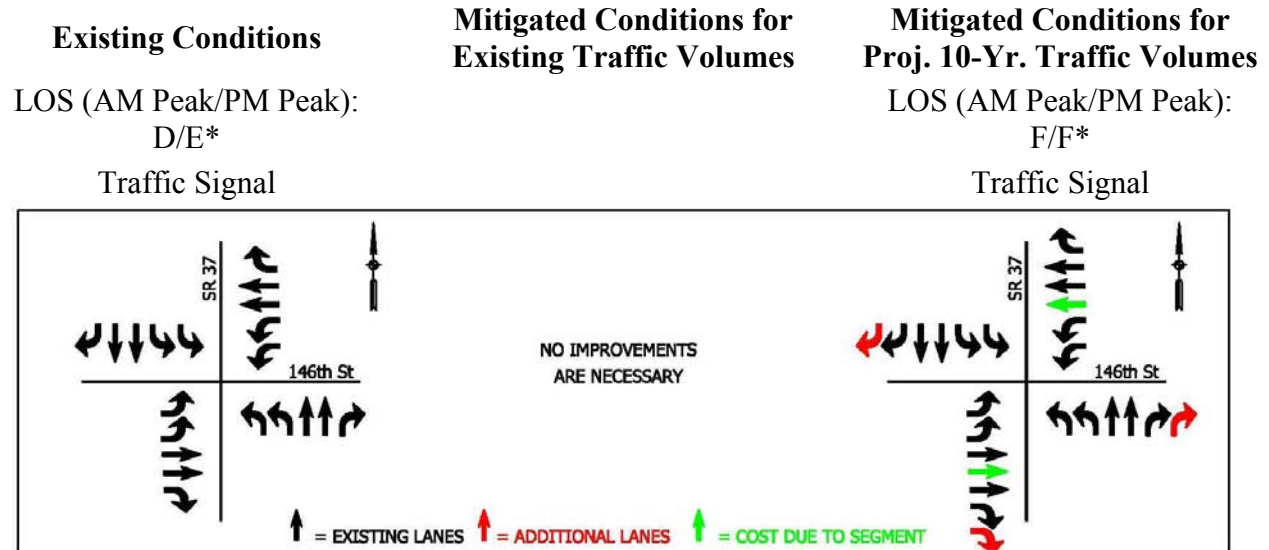 Existing Conditions
Mitigated Conditions for
Existing Traffic Volumes
Mitigated Conditions for
Proj. 10-Yr. Traffic Volumes
LOS (AM Peak/PM Peak):
D/E*
Traffic Signal
LOS (AM Peak/PM Peak):
F/F*
Traffic Signal
SR 37
146th St
NO IMPROVEMENTS
ARE NECESSARY
SR 37
146th St
= EXISTING LANES
= ADDITIONAL LANES
= COST DUE TO SEGMENT